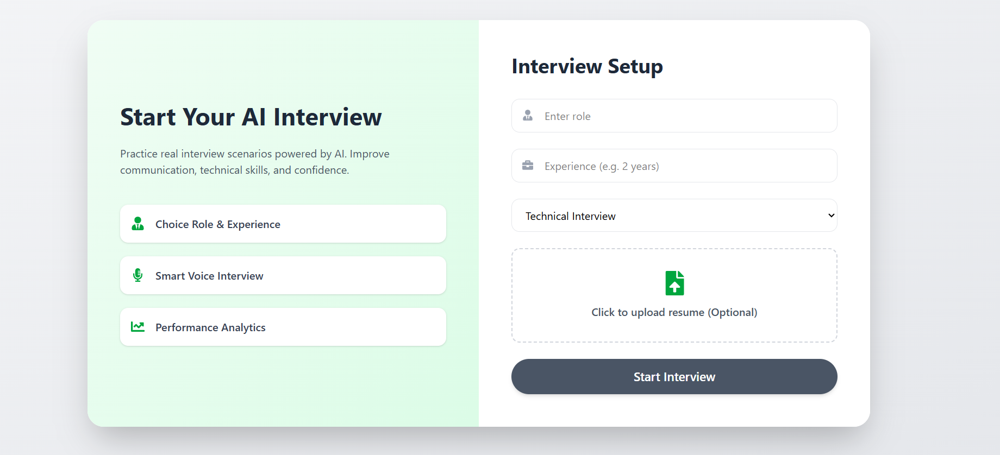 Start Your AI Interview
Practice real interview scenarios powered by AI. Improve
communication, technical skills, and confidence.
Choice Role & Experience
Smart Voice Interview
Performance Analytics
Interview Setup
Enter role
Experience (e.g. 2 years)
Technical Interview
Click to upload resume (Optional)
Start Interview